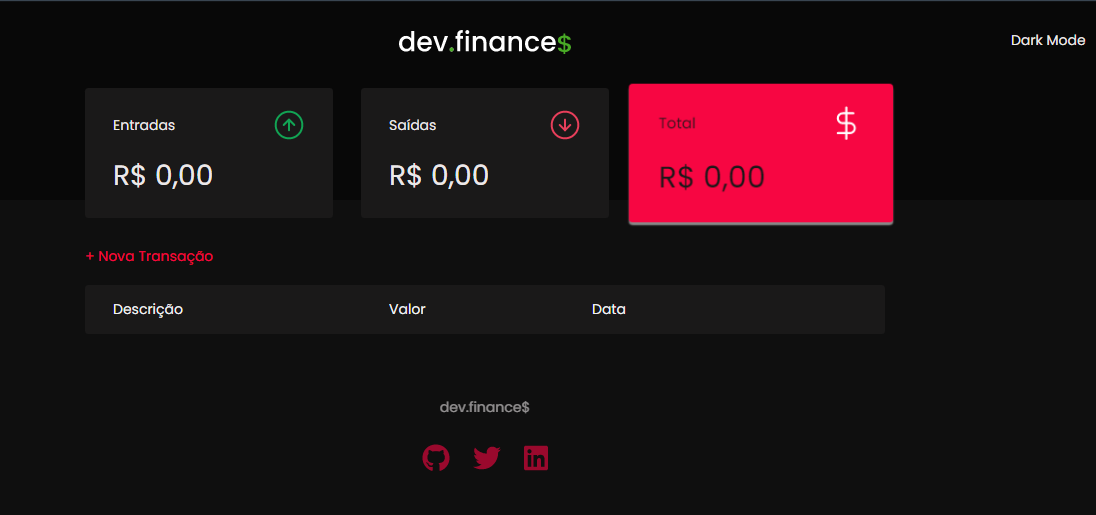 dev.finance$
Dark Mode
Entradas
R$ 0,00
Saídas
R$ 0,00
Total
$
R$ 0,00
+ Nova Transação
Descrição Valor Data
dev.finance$